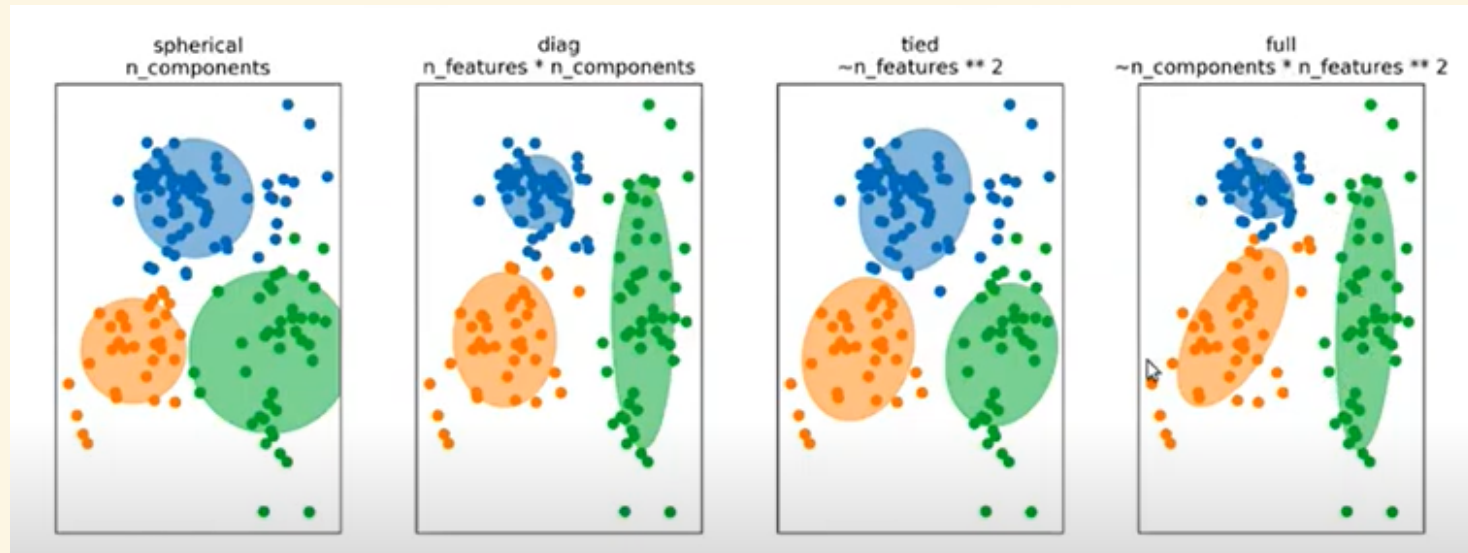 spherical
n_components
diag
n_features * n_components
tied
~n_features ** 2
full
~n_components * n_features ** 2